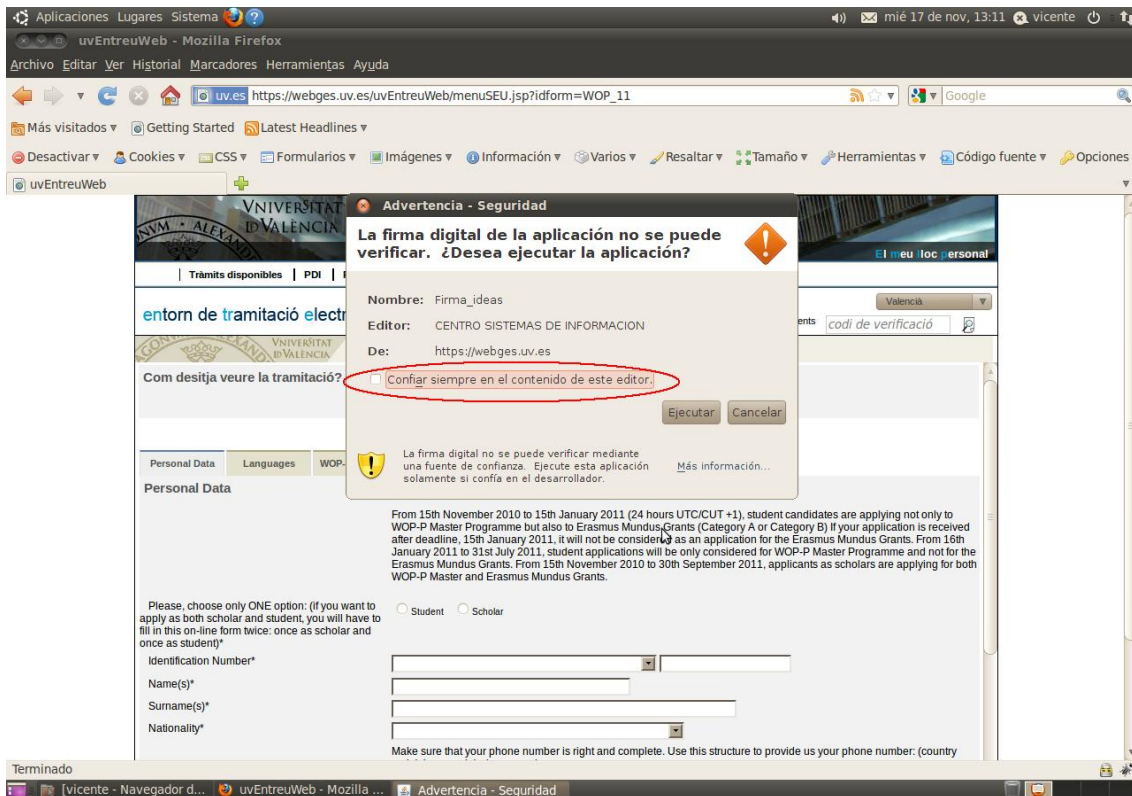 Aplicaciones Lugares Sistema
mié 17 de nov, 13:11 vicente
uvEntreuWeb - Mozilla Firefox
Archivo Editar Ver Historial Marcadores Herramientas Ayuda
uv.es https://webges.uv.es/uvEntreuWeb/menuSEU.jsp?idform=WOP_11
Google
Más visitados Getting Started Latest Headlines
Desactivar Cookies CSS Formularios Imágenes Información Varios Resaltar Tamaño Herramientas Código fuente Opciones
uvEntreuWeb
VNIVERSITAT
ID VALÈNCIA
El meu lloc personal
Tràmits disponibles | PDI |
entorn de tramitació electr
Valencià
ents codi de verificació
VNIVERSITAT
ID VALÈNCIA
Com desitja veure la tramitació?
Advertencia - Seguridad
La firma digital de la aplicación no se puede
verificar. ¿Desea ejecutar la aplicación?
Nombre: Firma_ideas
Editor: CENTRO SISTEMAS DE INFORMACION
De: https://webges.uv.es
Confiar siempre en el contenido de este editor.
Ejecutar Cancelar
La firma digital no se puede verificar mediante
una fuente de confianza. Ejecute esta aplicación
solamente si confía en el desarrollador.
Más información...
Personal Data Languages WOP-
Personal Data
From 15th November 2010 to 15th January 2011 (24 hours UTC/CUT +1), student candidates are applying not only to
WOP-P Master Programme but also to Erasmus Mundus Grants (Category A or Category B) If your application is received
after deadline, 15th January 2011, it will not be considered as an application for the Erasmus Mundus Grants. From 16th
January 2011 to 31st July 2011, student applications will be only considered for WOP-P Master Programme and not for the
Erasmus Mundus Grants. From 15th November 2010 to 30th September 2011, applicants as scholars are applying for both
WOP-P Master and Erasmus Mundus Grants.
Please, choose only ONE option: (if you want to
apply as both scholar and student, you will have to
fill in this on-line form twice: once as scholar and
once as student)*
Student Scholar
Identification Number*
Name(s)*
Surname(s)*
Nationality*
Make sure that your phone number is right and complete. Use this structure to provide us your phone number: (country
Terminado
[vicente - Navegador d... uvEntreuWeb - Mozilla ... Advertencia - Seguridad